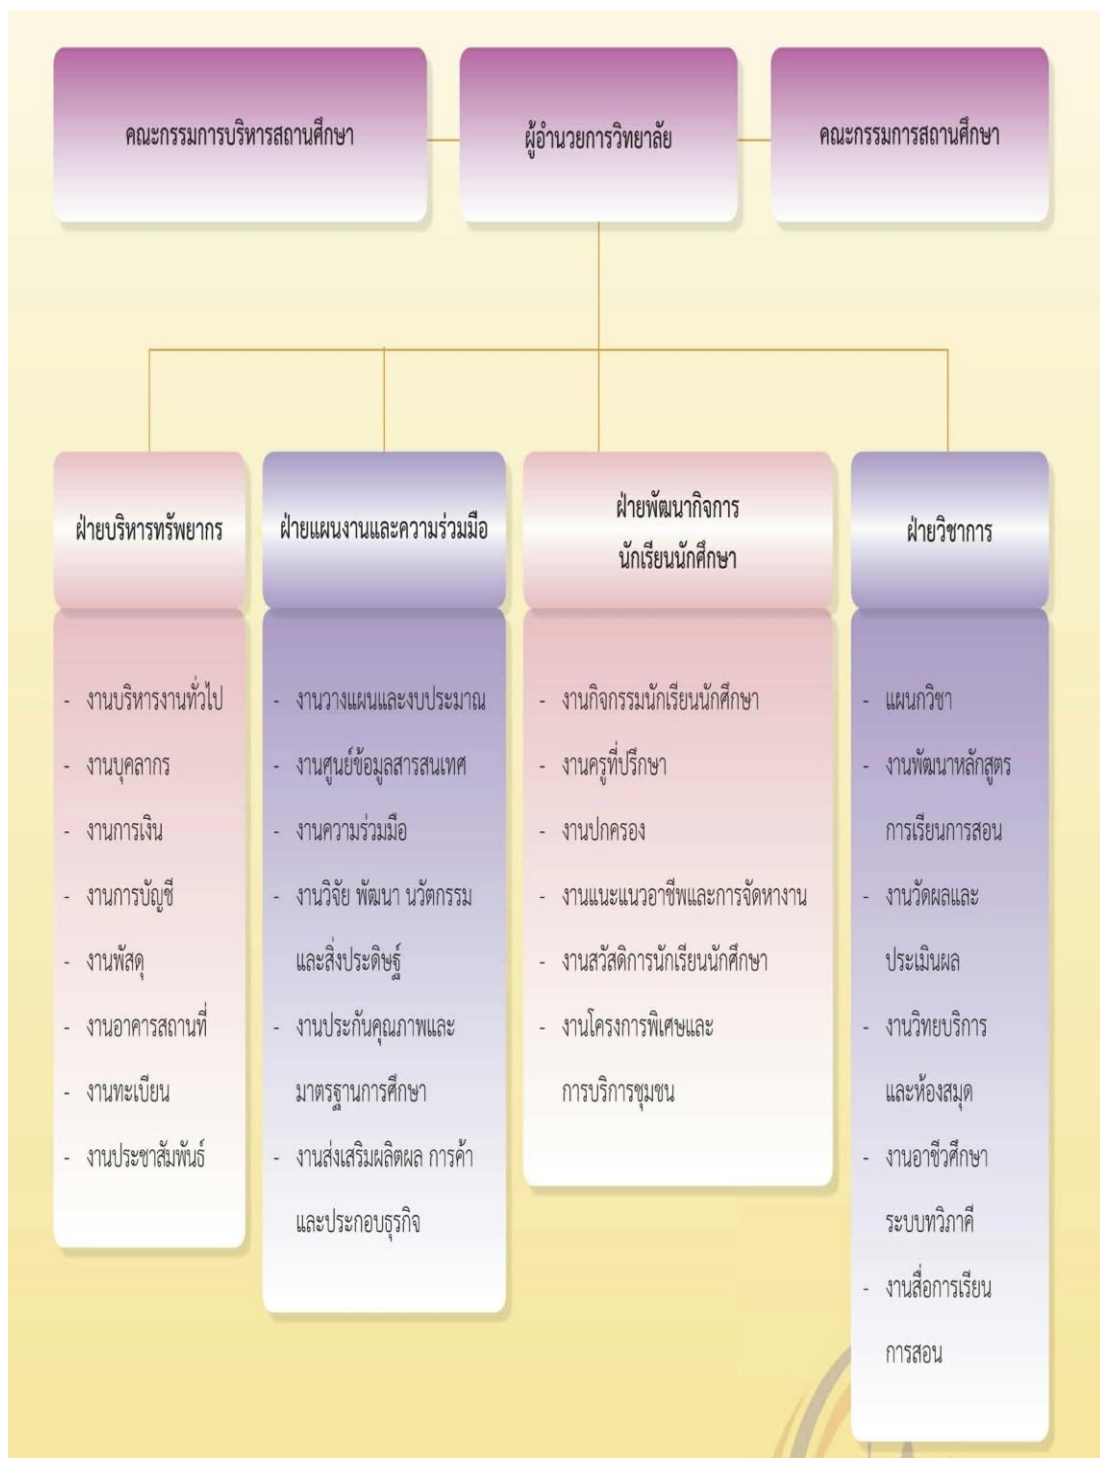 คณะกรรมการบริหารสถานศึกษา
ผู้อำนวยการวิทยาลัย
คณะกรรมการสถานศึกษา
ฝ่ายบริหารทรัพยากร
- งานบริหารงานทั่วไป
- งานบุคลากร
- งานการเงิน
- งานการบัญชี
- งานพัสดุ
- งานอาคารสถานที่
- งานทะเบียน
- งานประชาสัมพันธ์
ฝ่ายแผนงานและความร่วมมือ
- งานวางแผนและงบประมาณ
- งานศูนย์ข้อมูลสารสนเทศ
- งานความร่วมมือ
- งานวิจัย พัฒนา นวัตกรรม
และสิ่งประดิษฐ์
- งานประกันคุณภาพและ
มาตรฐานการศึกษา
- งานส่งเสริมผลิตผล การค้า
และประกอบธุรกิจ
ฝ่ายพัฒนากิจการ
นักเรียนนักศึกษา
- งานกิจกรรมนักเรียนนักศึกษา
- งานครูที่ปรึกษา
- งานปกครอง
- งานแนะแนวอาชีพและการจัดหางาน
- งานสวัสดิการนักเรียนนักศึกษา
- งานโครงการพิเศษและ
การบริการชุมชน
ฝ่ายวิชาการ
- แผนกวิชา
- งานพัฒนาหลักสูตร
การเรียนการสอน
- งานวัดผลและ
ประเมินผล
- งานวิทยบริการ
และห้องสมุด
- งานอาชีวศึกษา
ระบบทวิภาคี
- งานสื่อการเรียน
การสอน